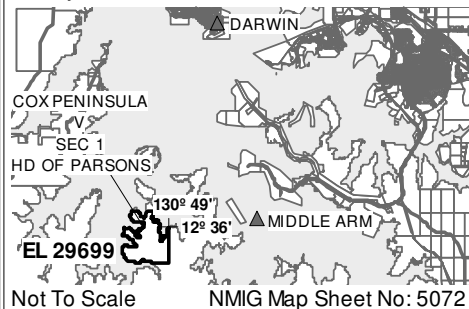 DARWIN
COX PENINSULA
V
SEC 1
HD OF PARSONS
130º 49'
12º 36'
MIDDLE ARM
EL 29699
Not To Scale
NMIG Map Sheet No: 5072